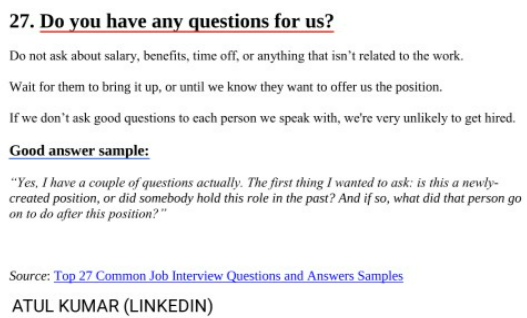 27. Do you have any questions for us?
Do not ask about salary, benefits, time off, or anything that isn't related to the work.
Wait for them to bring it up, or until we know they want to offer us the position.
If we don't ask good questions to each person we speak with, we're very unlikely to get hired.
Good answer sample:
"Yes, I have a couple of questions actually. The first thing I wanted to ask: is this a newly-
created position, or did somebody hold this role in the past? And if so, what did that person go
on to do after this position?"
Source: Top 27 Common Job Interview Questions and Answers Samples
ATUL KUMAR (LINKEDIN)